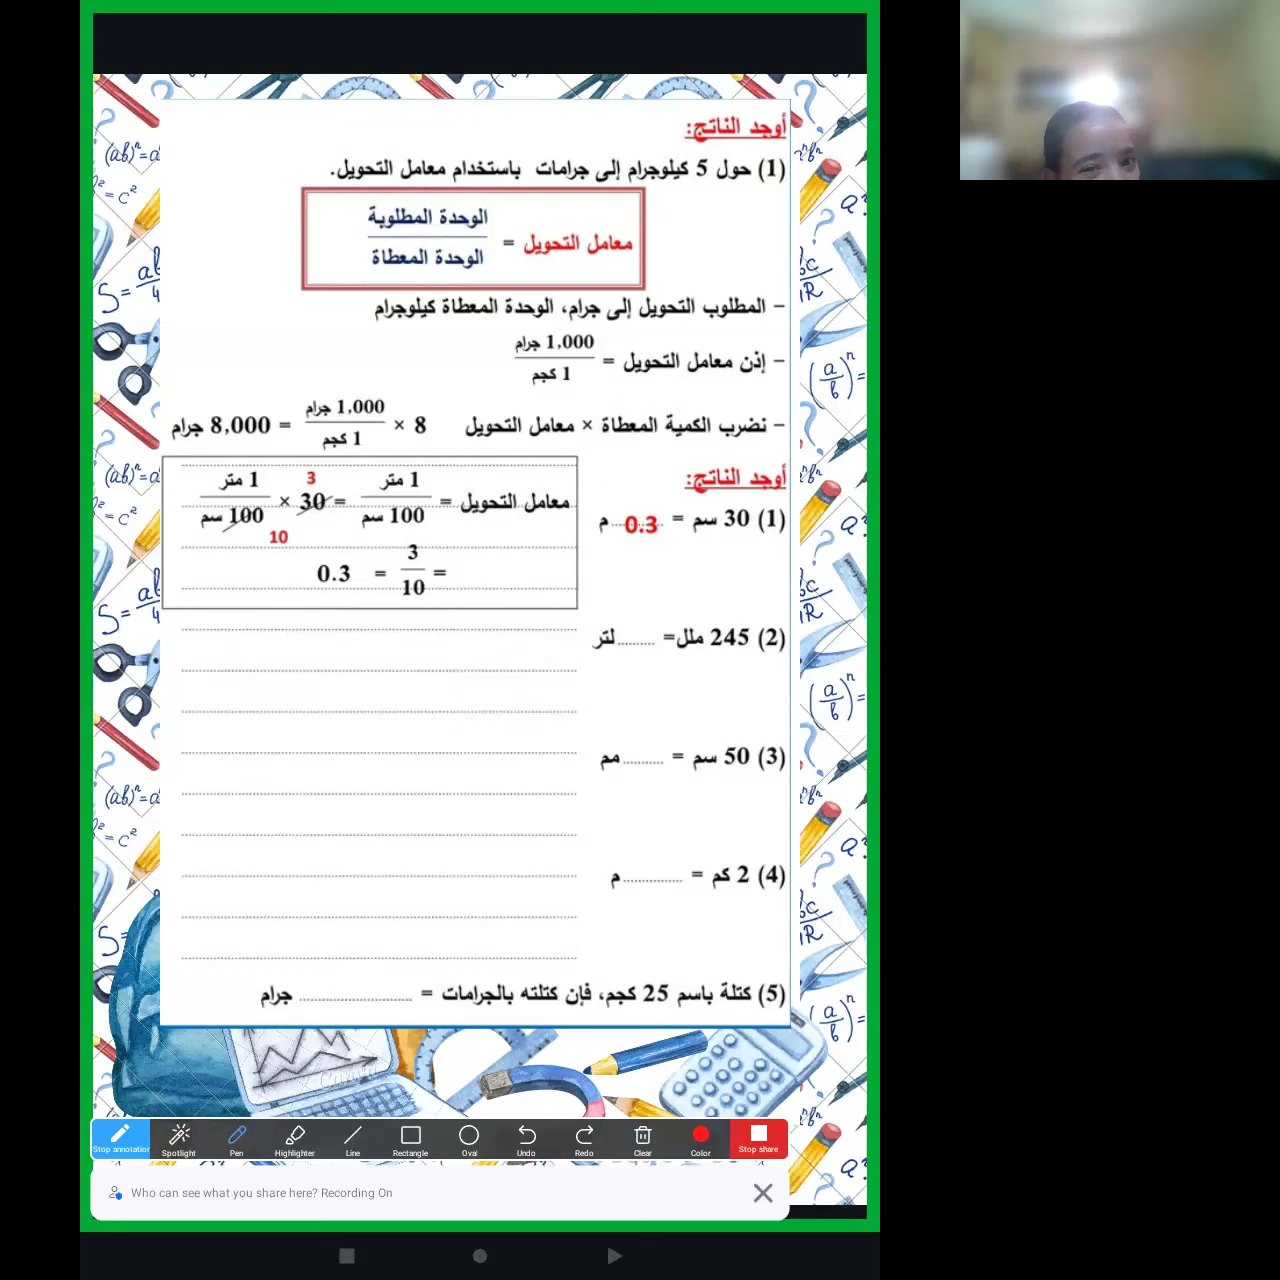 أوجد الناتج:
(1) حول 5 كيلوجرام إلى جرامات باستخدام معامل التحويل.
معامل التحويل = الوحدة المطلوبة
الوحدة المعطاة
– المطلوب التحويل إلى جرام، الوحدة المعطاة كيلوجرام
– إذن معامل التحويل = 1,000 جرام
1 كجم
– نضرب الكمية المعطاة × معامل التحويل 8 × 1,000 جرام / 1 كجم = 8,000 جرام
أوجد الناتج:
(1) 30 سم = 0.3 م
معامل التحويل = 1 متر / 100 سم = 30 × 1 متر / 100 سم
3
10
= 3 / 10 = 0.3
(2) 245 ملل= .......... لتر
(3) 50 سم = ........... مم
(4) 2 كم = ................ م
(5) كتلة باسم 25 كجم، فإن كتلته بالجرامات = .............................. جرام
Stop annotation
Spotlight
Pen
Highlighter
Line
Rectangle
Oval
Undo
Redo
Clear
Color
Stop share
Who can see what you share here? Recording On